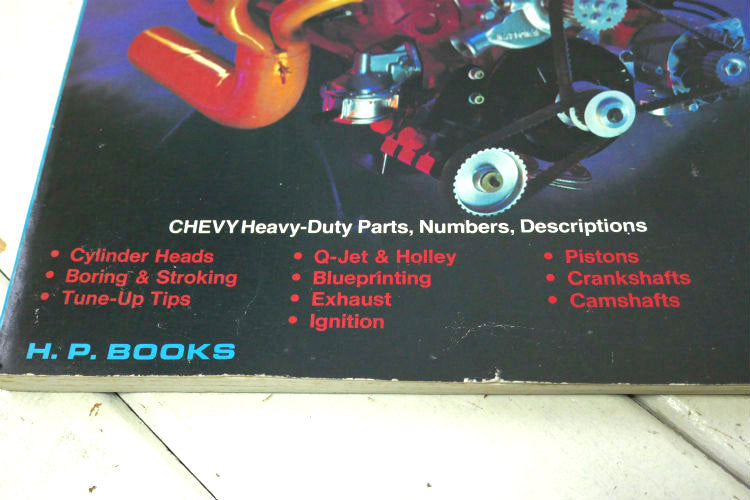 CHEVY Heavy-Duty Parts, Numbers, Descriptions
• Cylinder Heads
• Boring & Stroking
• Tune-Up Tips
• Q-Jet & Holley
• Blueprinting
• Exhaust
• Ignition
• Pistons
• Crankshafts
• Camshafts
H. P. BOOKS